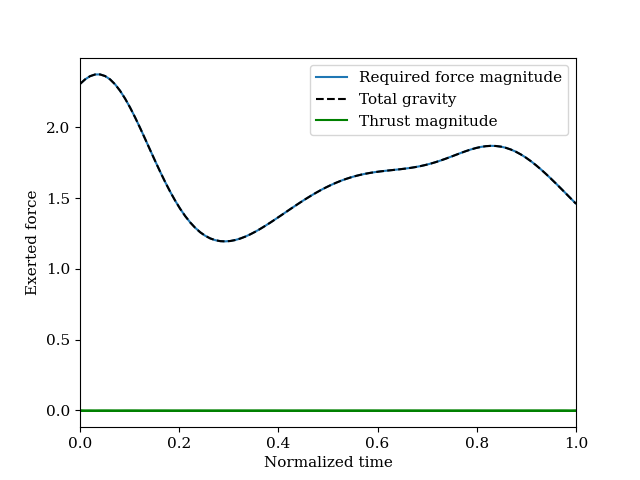 Required force magnitude
Total gravity
Thrust magnitude
Exerted force
2.0
1.5
1.0
0.5
0.0
0.0 0.2 0.4 0.6 0.8 1.0
Normalized time